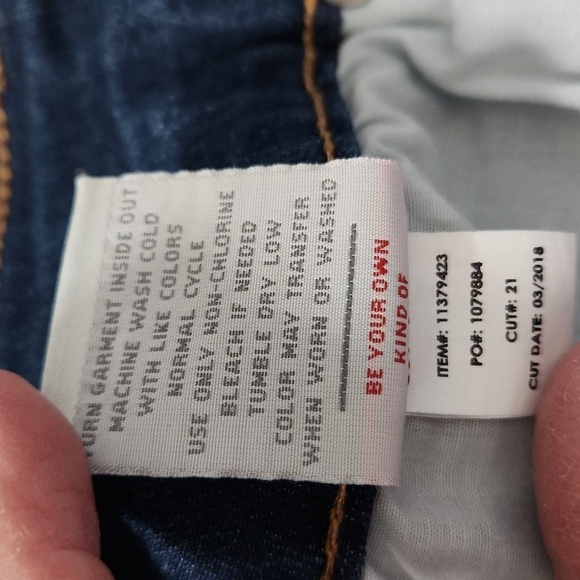 TURN GARMENT INSIDE OUT
MACHINE WASH COLD
WITH LIKE COLORS
NORMAL CYCLE
USE ONLY NON-CHLORINE
BLEACH IF NEEDED
TUMBLE DRY LOW
COLOR MAY TRANSFER
WHEN WORN OR WASHED
BE YOUR OWN
KIND OF
ITEM#: 11379423
PO#: 1079884
CUT#: 21
CUT DATE: 03/2018